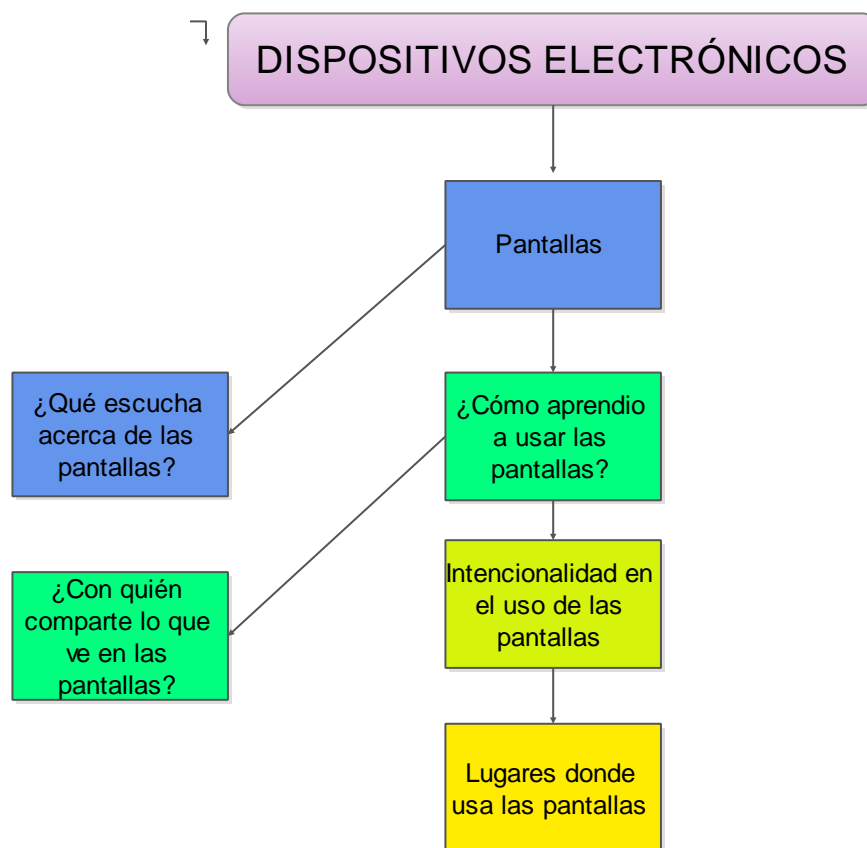 DISPOSITIVOS ELECTRÓNICOS
Pantallas
¿Qué escucha
acerca de las
pantallas?
¿Cómo aprendio
a usar las
pantallas?
¿Con quién
comparte lo que
ve en las
pantallas?
Intencionalidad en
el uso de las
pantallas
Lugares donde
usa las pantallas